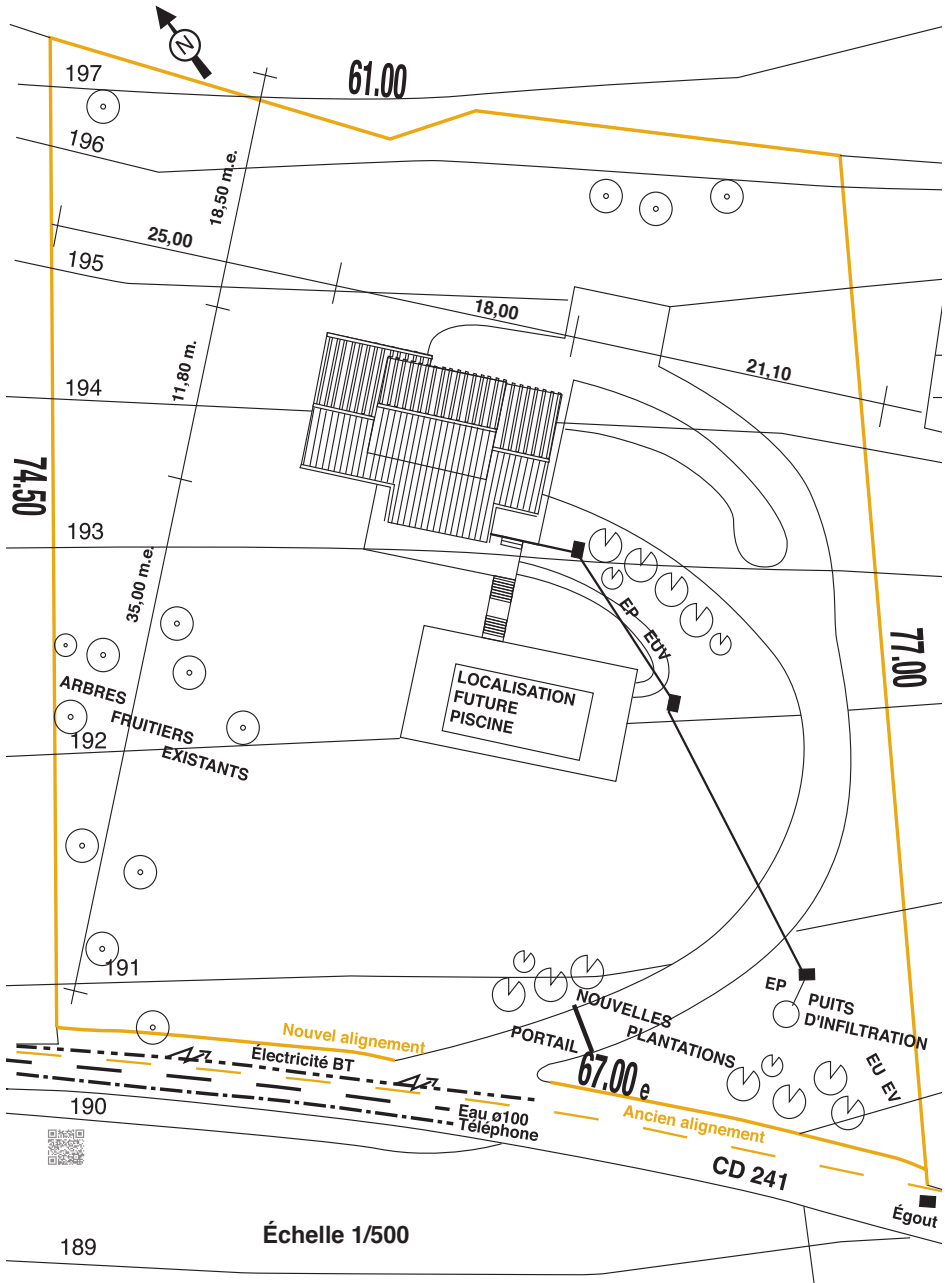 N
197
61.00
196
18,50 m.e.
25,00
195
18,00
11,80 m.
21,10
194
74.50
193
35,00 m.e.
EP EUV
77.00
LOCALISATION
FUTURE
PISCINE
ARBRES
FRUITIERS
EXISTANTS
192
191
EP
PUITS
D'INFILTRATION
NOUVELLES
PLANTATIONS
PORTAIL
Nouvel alignement
Électricité BT
67.00 e
EU EV
190
Eau ø100
Téléphone
Ancien alignement
CD 241
Égout
Échelle 1/500
189